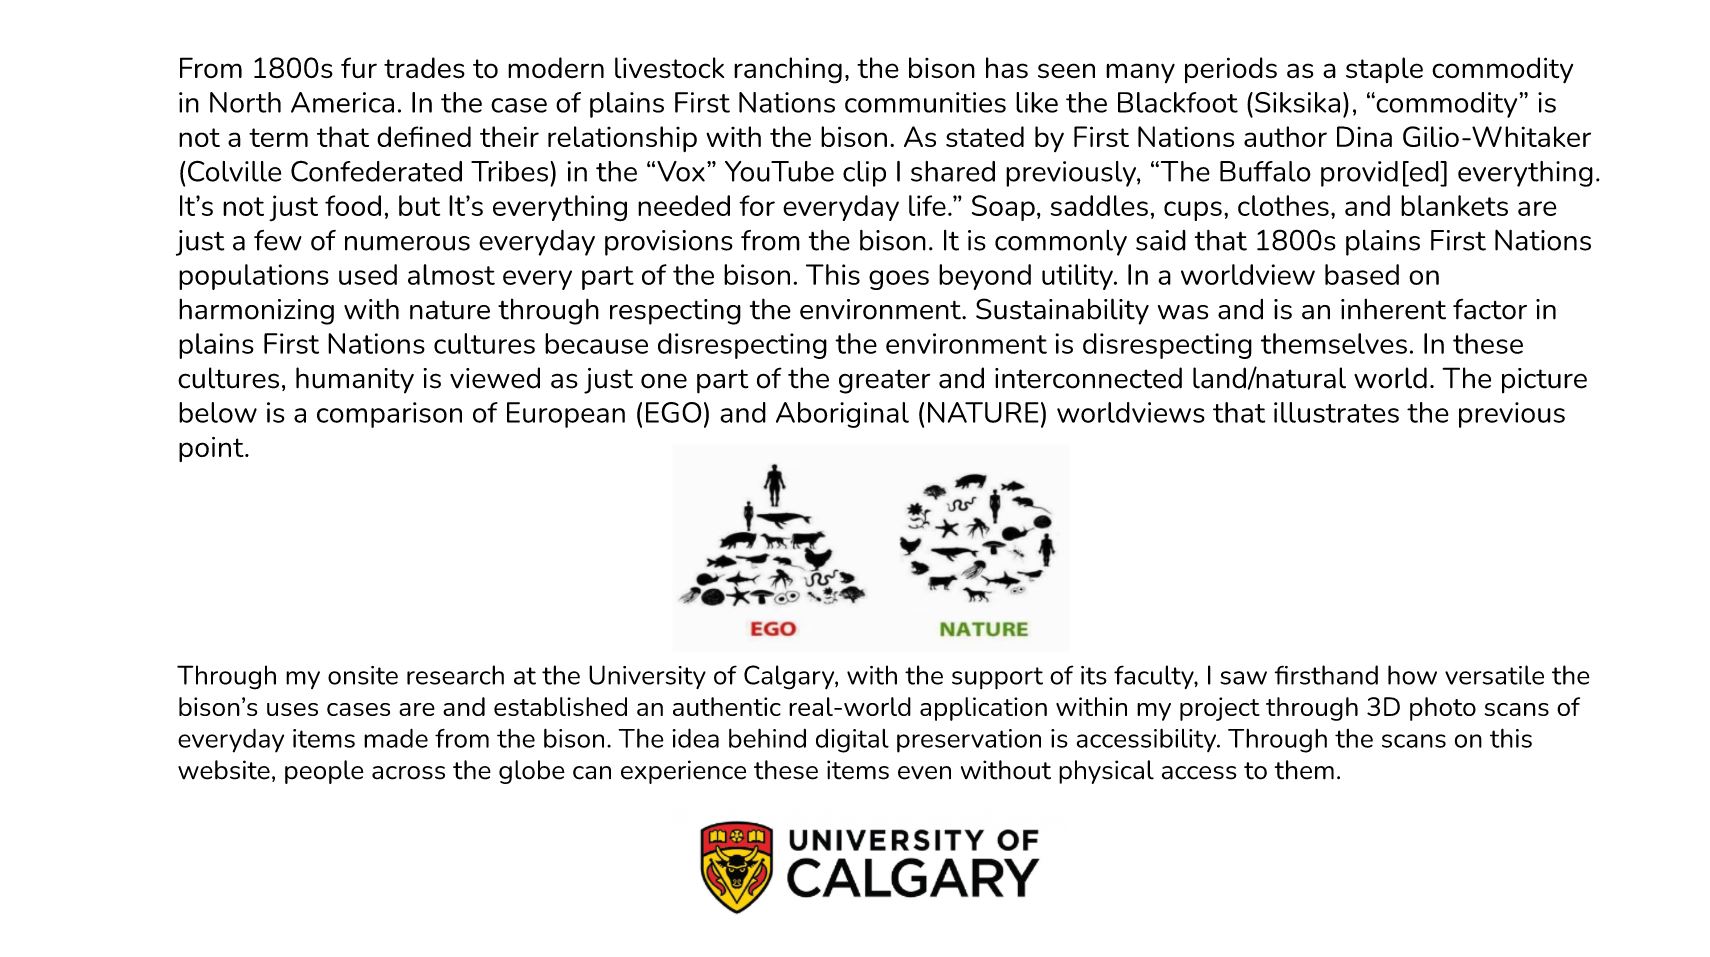 From 1800s fur trades to modern livestock ranching, the bison has seen many periods as a staple commodity
in North America. In the case of plains First Nations communities like the Blackfoot (Siksika), “commodity” is
not a term that defined their relationship with the bison. As stated by First Nations author Dina Gilio-Whitaker
(Colville Confederated Tribes) in the “Vox” YouTube clip I shared previously, “The Buffalo provid[ed] everything.
It’s not just food, but It’s everything needed for everyday life.” Soap, saddles, cups, clothes, and blankets are
just a few of numerous everyday provisions from the bison. It is commonly said that 1800s plains First Nations
populations used almost every part of the bison. This goes beyond utility. In a worldview based on
harmonizing with nature through respecting the environment. Sustainability was and is an inherent factor in
plains First Nations cultures because disrespecting the environment is disrespecting themselves. In these
cultures, humanity is viewed as just one part of the greater and interconnected land/natural world. The picture
below is a comparison of European (EGO) and Aboriginal (NATURE) worldviews that illustrates the previous
point.
EGO
NATURE
Through my onsite research at the University of Calgary, with the support of its faculty, I saw firsthand how versatile the
bison’s uses cases are and established an authentic real-world application within my project through 3D photo scans of
everyday items made from the bison. The idea behind digital preservation is accessibility. Through the scans on this
website, people across the globe can experience these items even without physical access to them.
UNIVERSITY OF
CALGARY